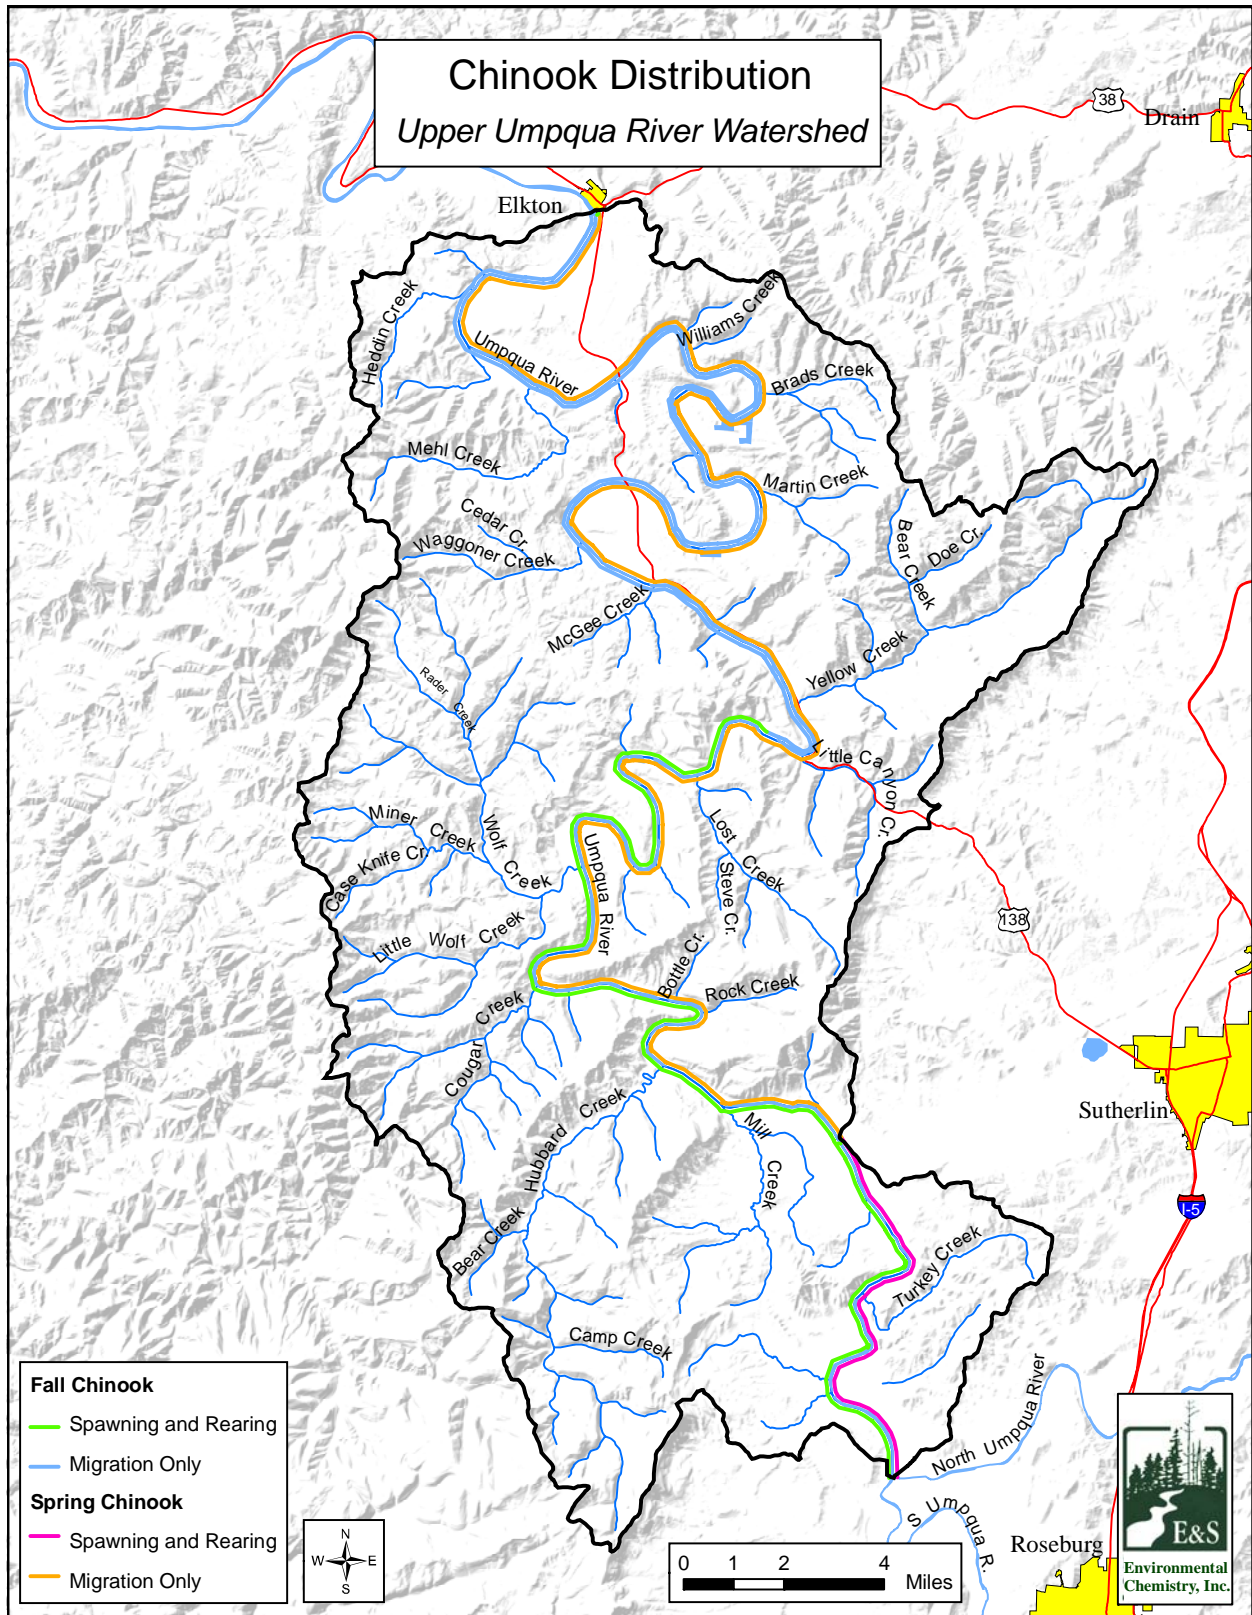 Chinook Distribution
Upper Umpqua River Watershed
38
Drain
Elkton
Heddin Creek
Umpqua River
Williams Creek
Brads Creek
Mehl Creek
Martin Creek
Cedar Cr.
Waggoner Creek
Bear Creek
Doe Cr.
McGee Creek
Yellow Creek
Rader Creek
Little Canyon Cr.
Miner Creek
Wolf Creek
Case Knife Cr.
Umpqua River
Lost Creek
Steve Cr.
138
Little Wolf Creek
Bottle Cr.
Rock Creek
Cougar Creek
Hubbard Creek
Mill Creek
Sutherlin
I-5
Bear Creek
Turkey Creek
Camp Creek
North Umpqua River
S Umpqua R.
Roseburg
Fall Chinook
Spawning and Rearing
Migration Only
Spring Chinook
Spawning and Rearing
Migration Only
N
W E
S
0 1 2 4
Miles
E&S
Environmental
Chemistry, Inc.